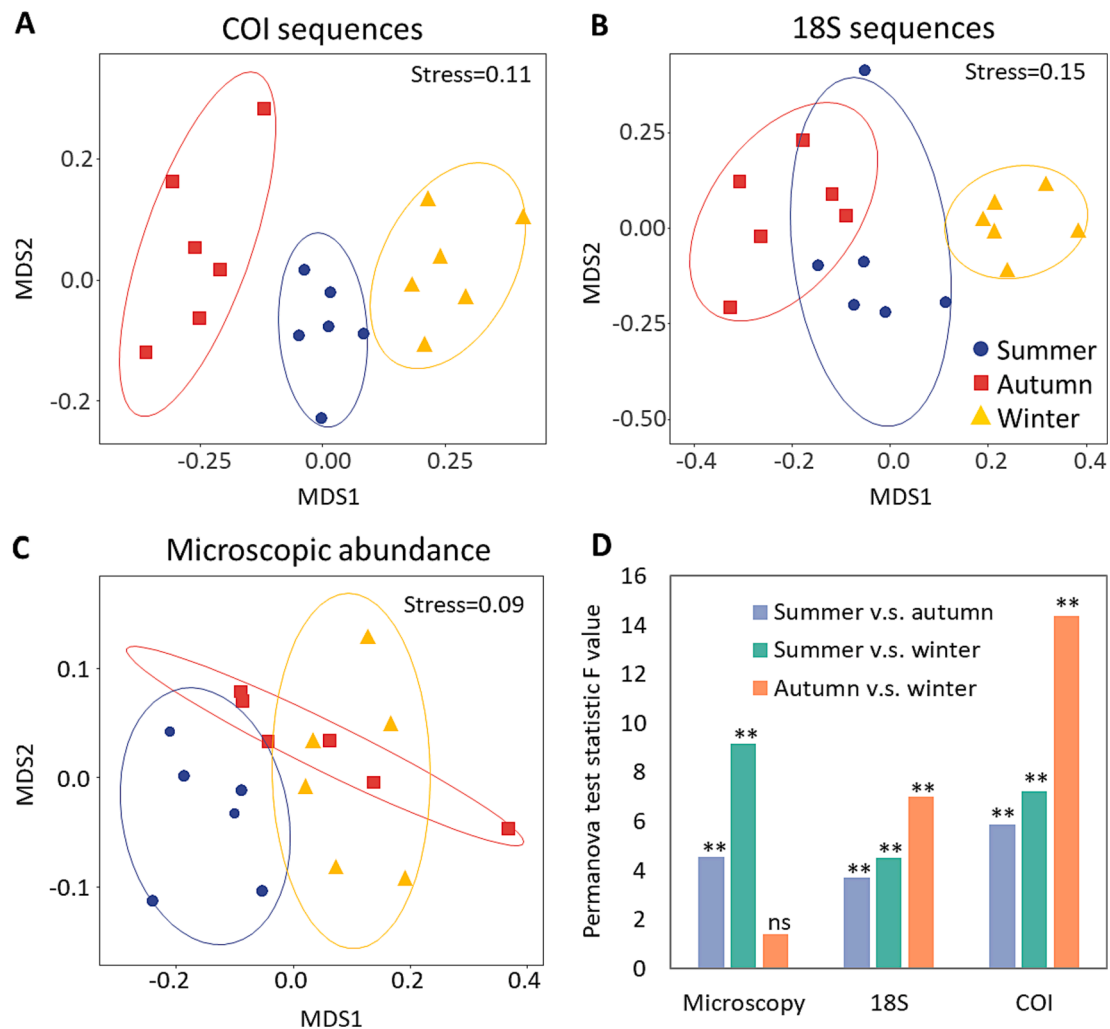 A
COI sequences
Stress=0.11
0.2
0.0
-0.2
MDS2
-0.25
0.00
0.25
MDS1
B
18S sequences
Stress=0.15
0.25
0.00
-0.25
-0.50
MDS2
Summer
Autumn
Winter
-0.4
-0.2
0.0
0.2
0.4
MDS1
C
Microscopic abundance
Stress=0.09
0.1
0.0
-0.1
MDS2
-0.2
0.0
0.2
0.4
MDS1
D
Permanova test statistic F value
16
14
12
10
8
6
4
2
0
Summer v.s. autumn
Summer v.s. winter
Autumn v.s. winter
**
**
ns
**
**
**
**
**
**
Microscopy
18S
COI